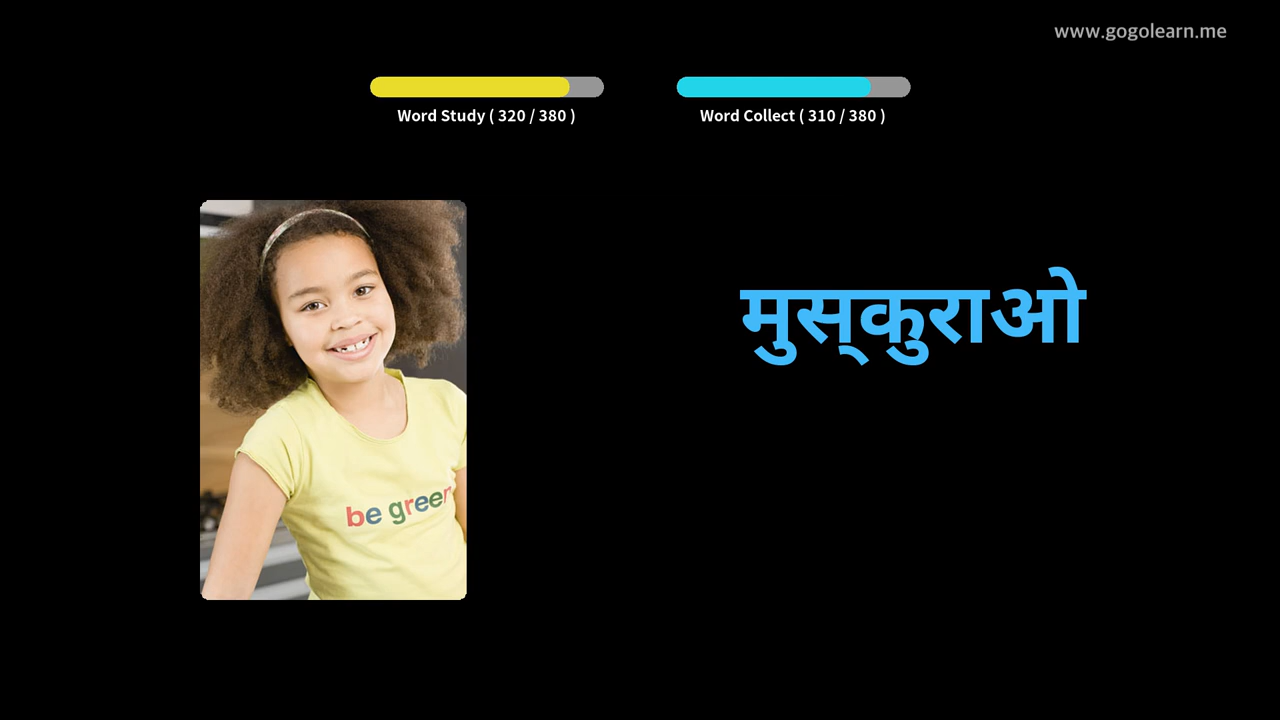 www.gogolearn.me
Word Study ( 320 / 380 )
Word Collect ( 310 / 380 )
मुस्कुराओ
be green